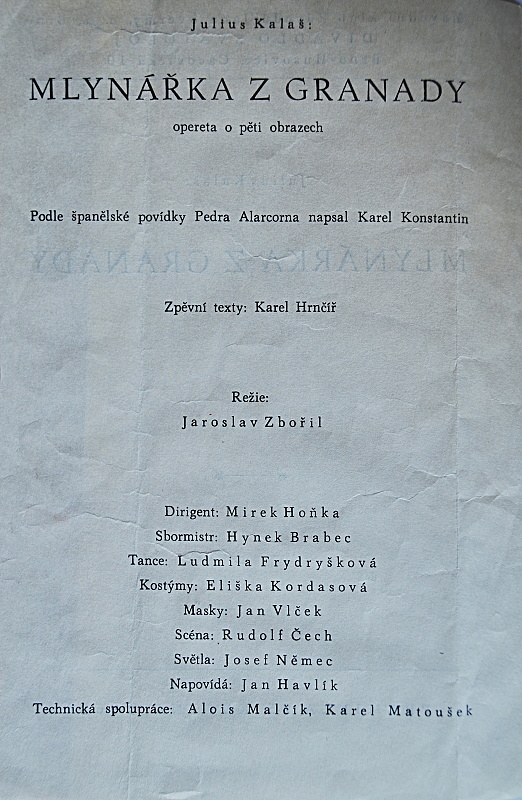 Julius Kalaš:
MLYNÁŘKA Z GRANADY
opereta o pěti obrazech
Podle španělské povídky Pedra Alarcorna napsal Karel Konstantin
Zpěvní texty: Karel Hrnčíř
Režie:
Jaroslav Zbořil
Dirigent: Mirek Hoňka
Sbormistr: Hynek Brabec
Tance: Ludmila Frydryšková
Kostýmy: Eliška Kordasová
Masky: Jan Vlček
Scéna: Rudolf Čech
Světla: Josef Němec
Napovídá: Jan Havlík
Technická spolupráce: Alois Malčík, Karel Matoušek